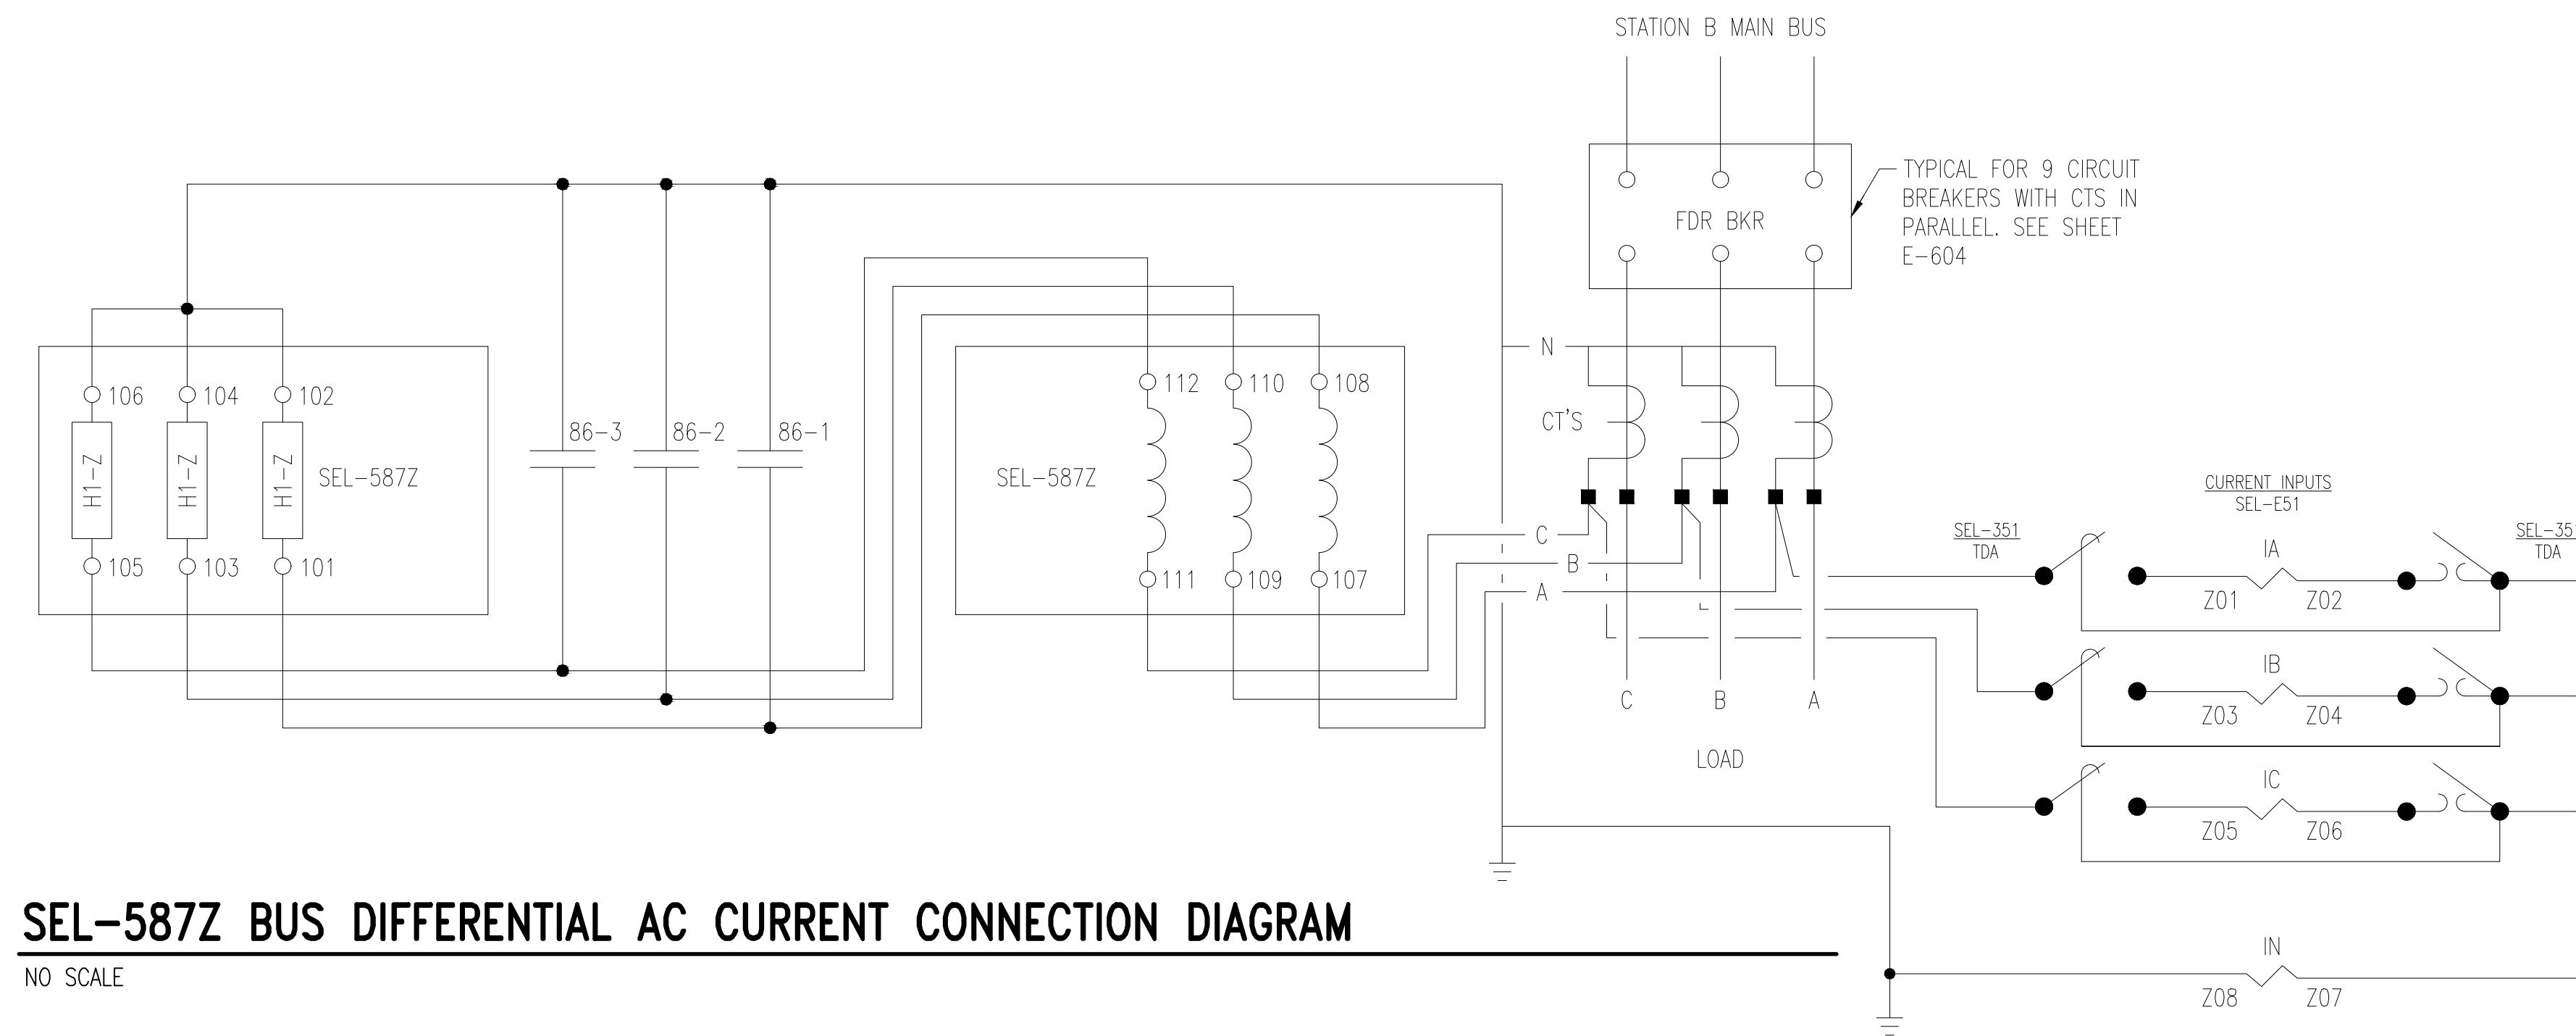 STATION B MAIN BUS
TYPICAL FOR 9 CIRCUIT
BREAKERS WITH CTS IN
PARALLEL. SEE SHEET
E-604
FDR BKR
N
106
104
102
H1-Z
H1-Z
H1-Z
SEL-587Z
105
103
101
86-3
86-2
86-1
112
110
108
SEL-587Z
111
109
107
CT'S
C
B
A
C
B
A
LOAD
CURRENT INPUTS
SEL-E51
SEL-351
TDA
SEL-351
TDA
IA
Z01
Z02
IB
Z03
Z04
IC
Z05
Z06
IN
Z08
Z07
SEL-587Z BUS DIFFERENTIAL AC CURRENT CONNECTION DIAGRAM
NO SCALE